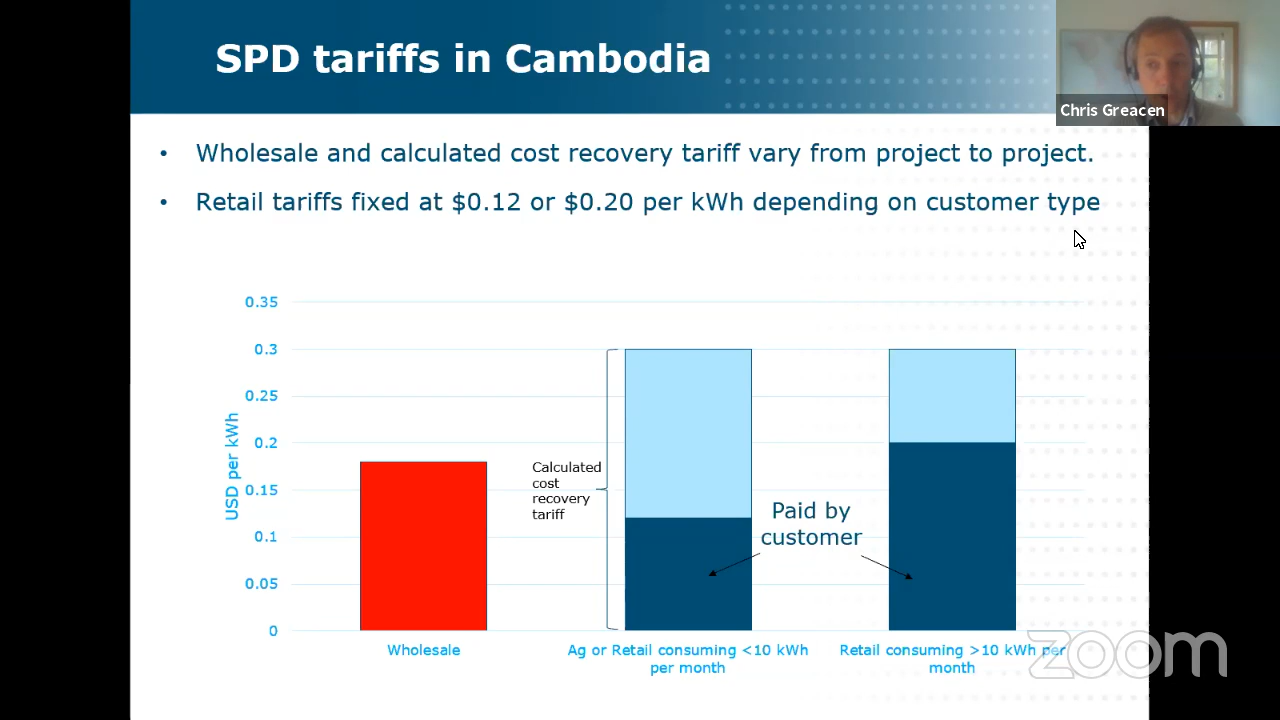 SPD tariffs in Cambodia
Chris Greacen
• Wholesale and calculated cost recovery tariff vary from project to project.
• Retail tariffs fixed at $0.12 or $0.20 per kWh depending on customer type
0.35
0.3
0.25
0.2
0.15
0.1
0.05
0
USD per kWh
Calculated
cost
recovery
tariff
Paid by
customer
Wholesale
Ag or Retail consuming <10 kWh
per month
Retail consuming >10 kWh per
month
zoom